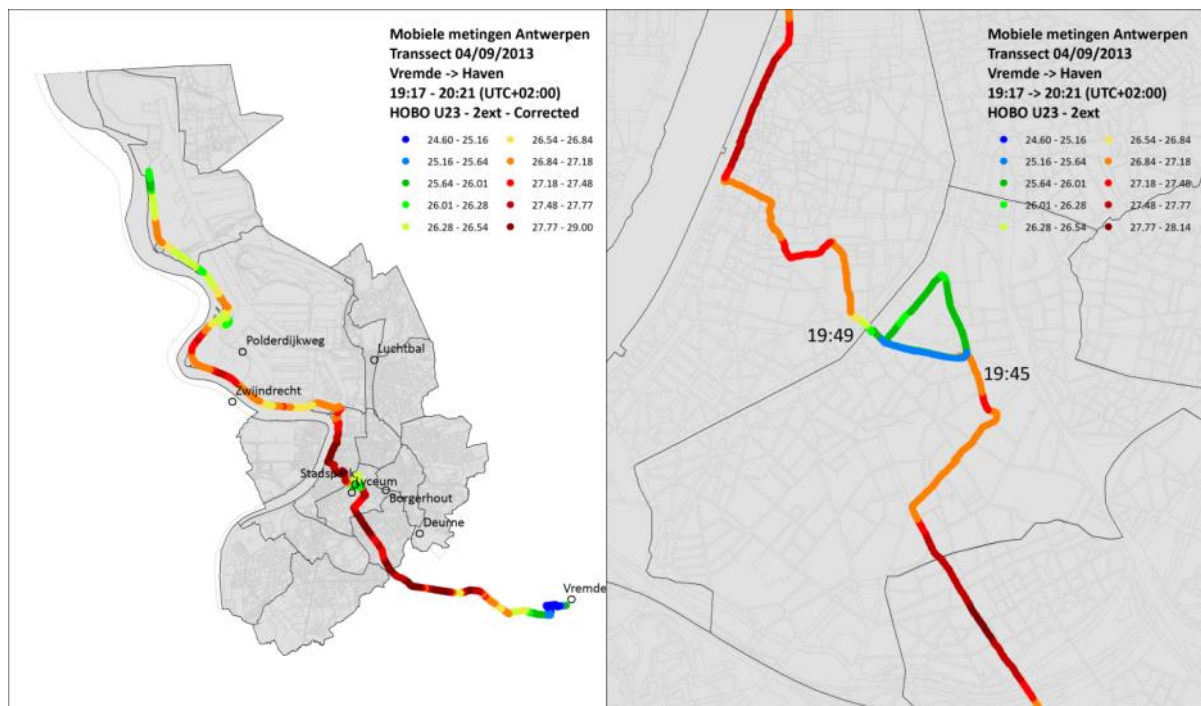 Mobiele metingen Antwerpen
Transsect 04/09/2013
Vremde -> Haven
19:17 - 20:21 (UTC+02:00)
HOBO U23 - 2ext - Corrected
24.60 - 25.16 26.54 - 26.84
25.16 - 25.64 26.84 - 27.18
25.64 - 26.01 27.18 - 27.48
26.01 - 26.28 27.48 - 27.77
26.28 - 26.54 27.77 - 29.00
Polderdijkweg
Luchtbal
Zwijndrecht
Stadspark
Lyceum
Borgerhout
Deurne
Vremde
Mobiele metingen Antwerpen
Transsect 04/09/2013
Vremde -> Haven
19:17 -> 20:21 (UTC+02:00)
HOBO U23 - 2ext
24.60 - 25.16 26.54 - 26.84
25.16 - 25.64 26.84 - 27.18
25.64 - 26.01 27.18 - 27.48
26.01 - 26.28 27.48 - 27.77
26.28 - 26.54 27.77 - 28.14
19:49
19:45